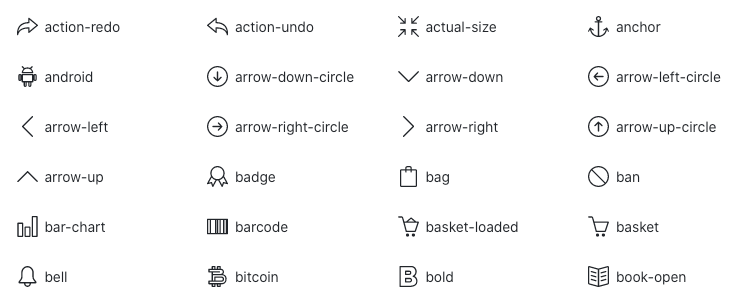 action-redo action-undo actual-size anchor
android arrow-down-circle arrow-down arrow-left-circle
arrow-left arrow-right-circle arrow-right arrow-up-circle
arrow-up badge bag ban
bar-chart barcode basket-loaded basket
bell bitcoin bold book-open